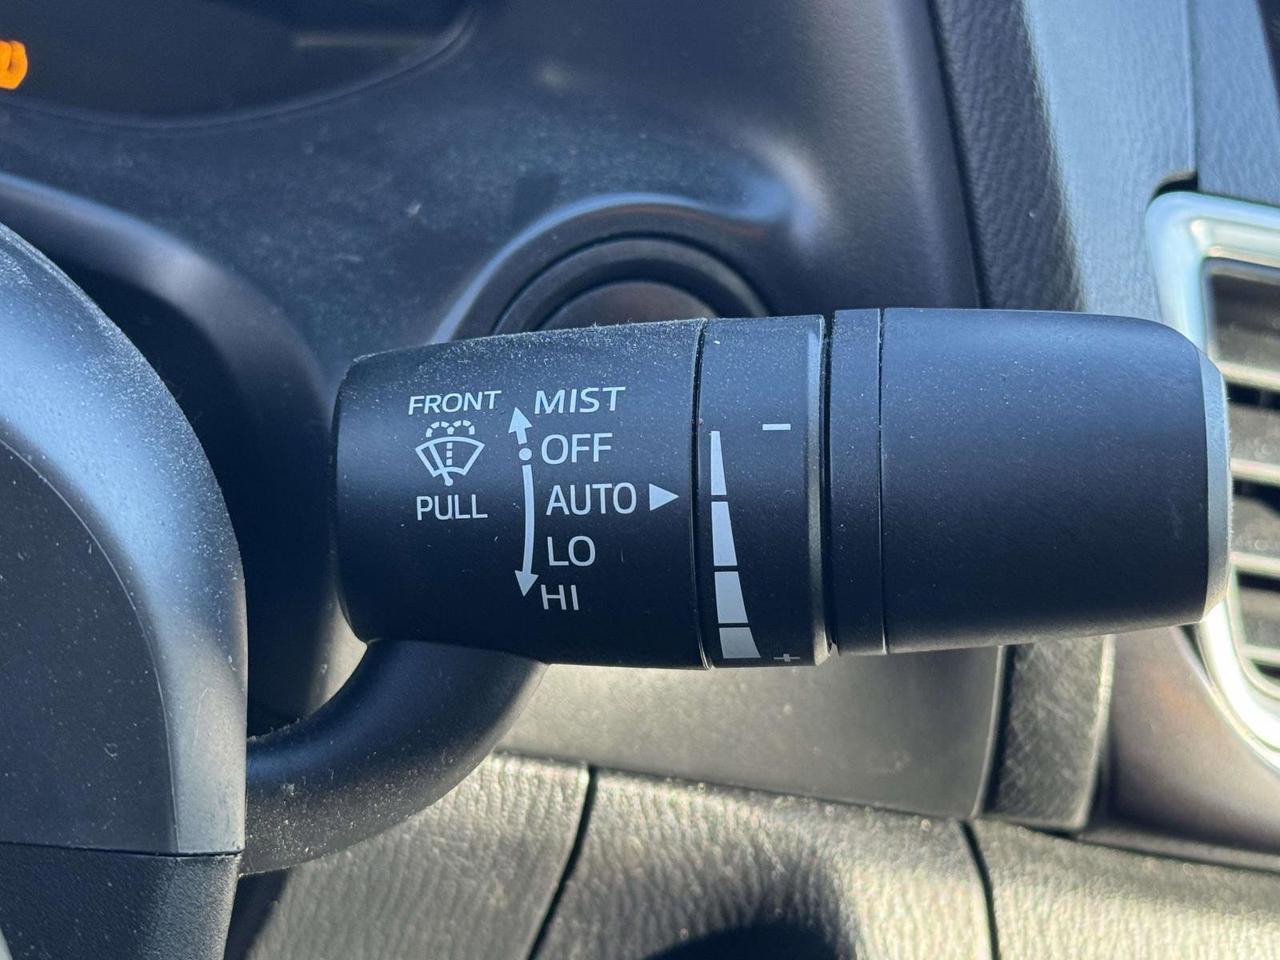 FRONT
PULL
MIST
OFF
AUTO
LO
HI
−
+